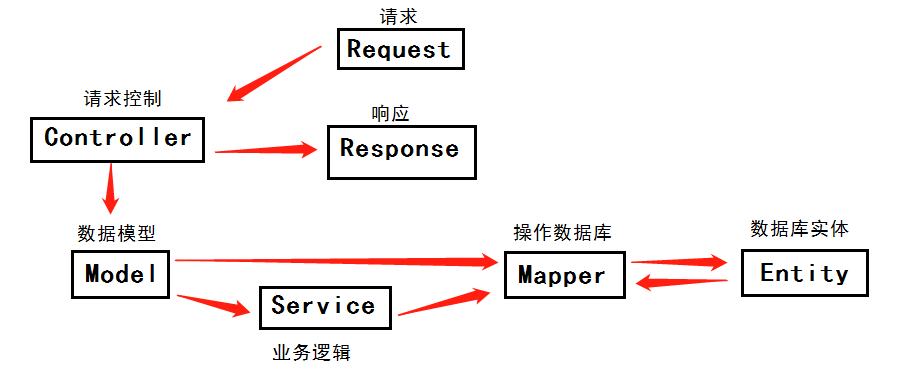 请求
Request
请求控制
Controller
响应
Response
数据模型
Model
操作数据库
Mapper
数据库实体
Entity
Service
业务逻辑